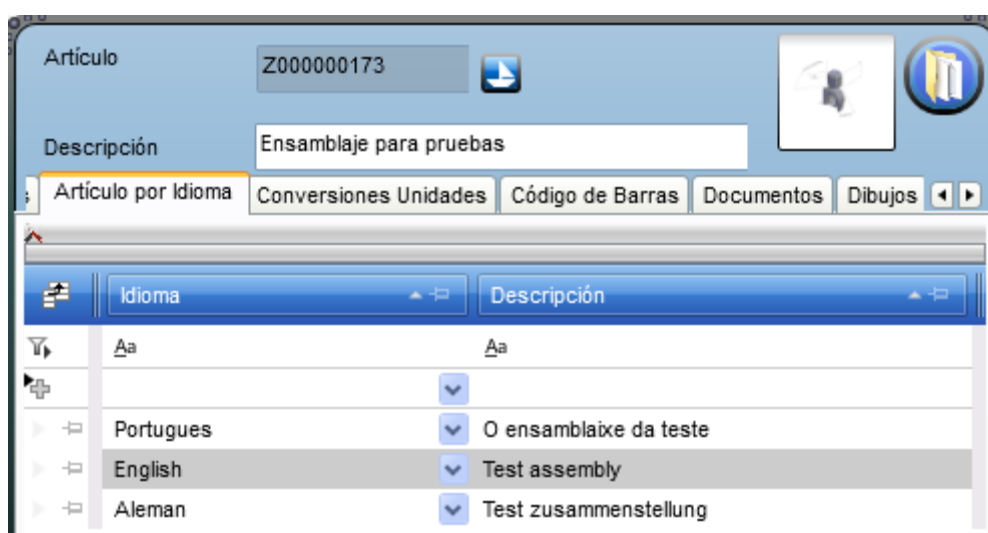 Artículo
Z000000173
Descripción
Ensamblaje para pruebas
Artículo por Idioma Conversiones Unidades Código de Barras Documentos Dibujos
Idioma Descripción
Aa Aa
Portugues O ensamblaixe da teste
English Test assembly
Aleman Test zusammenstellung